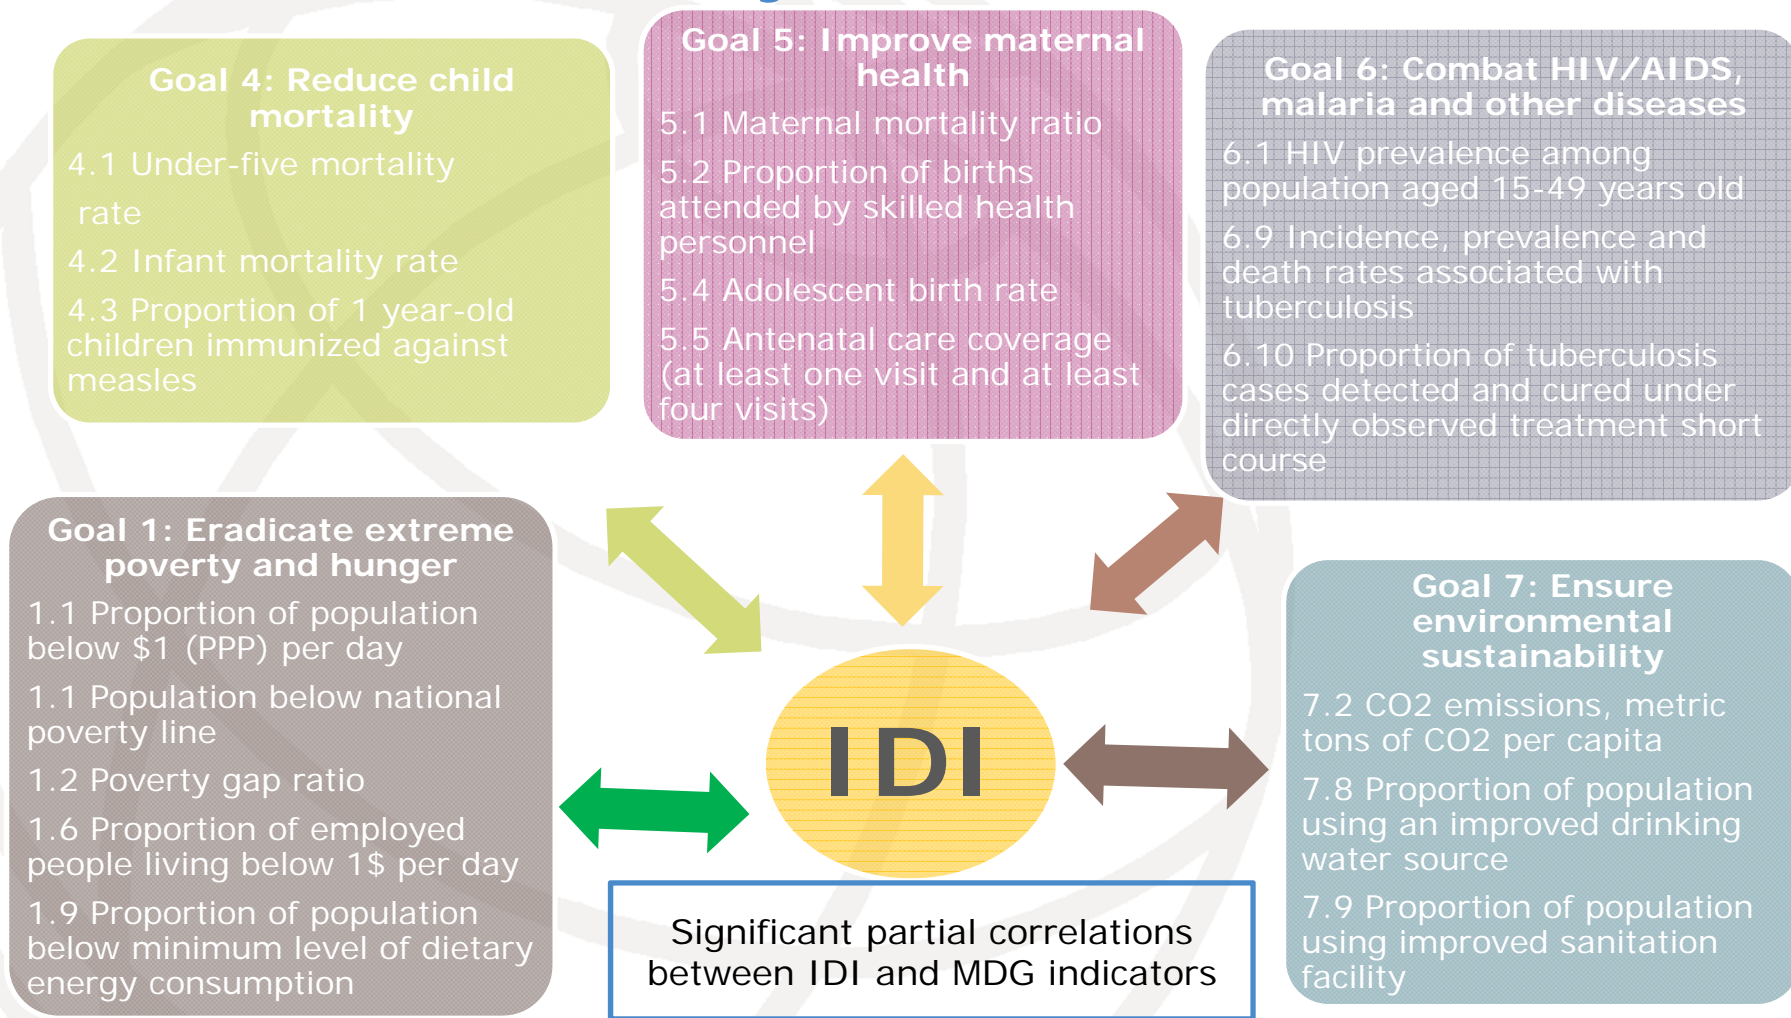 Goal 4: Reduce child
mortality
4.1 Under-five mortality
rate
4.2 Infant mortality rate
4.3 Proportion of 1 year-old
children immunized against
measles
Goal 5: Improve maternal
health
5.1 Maternal mortality ratio
5.2 Proportion of births
attended by skilled health
personnel
5.4 Adolescent birth rate
5.5 Antenatal care coverage
(at least one visit and at least
four visits)
Goal 6: Combat HIV/AIDS,
malaria and other diseases
6.1 HIV prevalence among
population aged 15-49 years old
6.9 Incidence, prevalence and
death rates associated with
tuberculosis
6.10 Proportion of tuberculosis
cases detected and cured under
directly observed treatment short
course
Goal 1: Eradicate extreme
poverty and hunger
1.1 Proportion of population
below $1 (PPP) per day
1.1 Population below national
poverty line
1.2 Poverty gap ratio
1.6 Proportion of employed
people living below 1$ per day
1.9 Proportion of population
below minimum level of dietary
energy consumption
IDI
Significant partial correlations
between IDI and MDG indicators
Goal 7: Ensure
environmental
sustainability
7.2 CO2 emissions, metric
tons of CO2 per capita
7.8 Proportion of population
using an improved drinking
water source
7.9 Proportion of population
using improved sanitation
facility